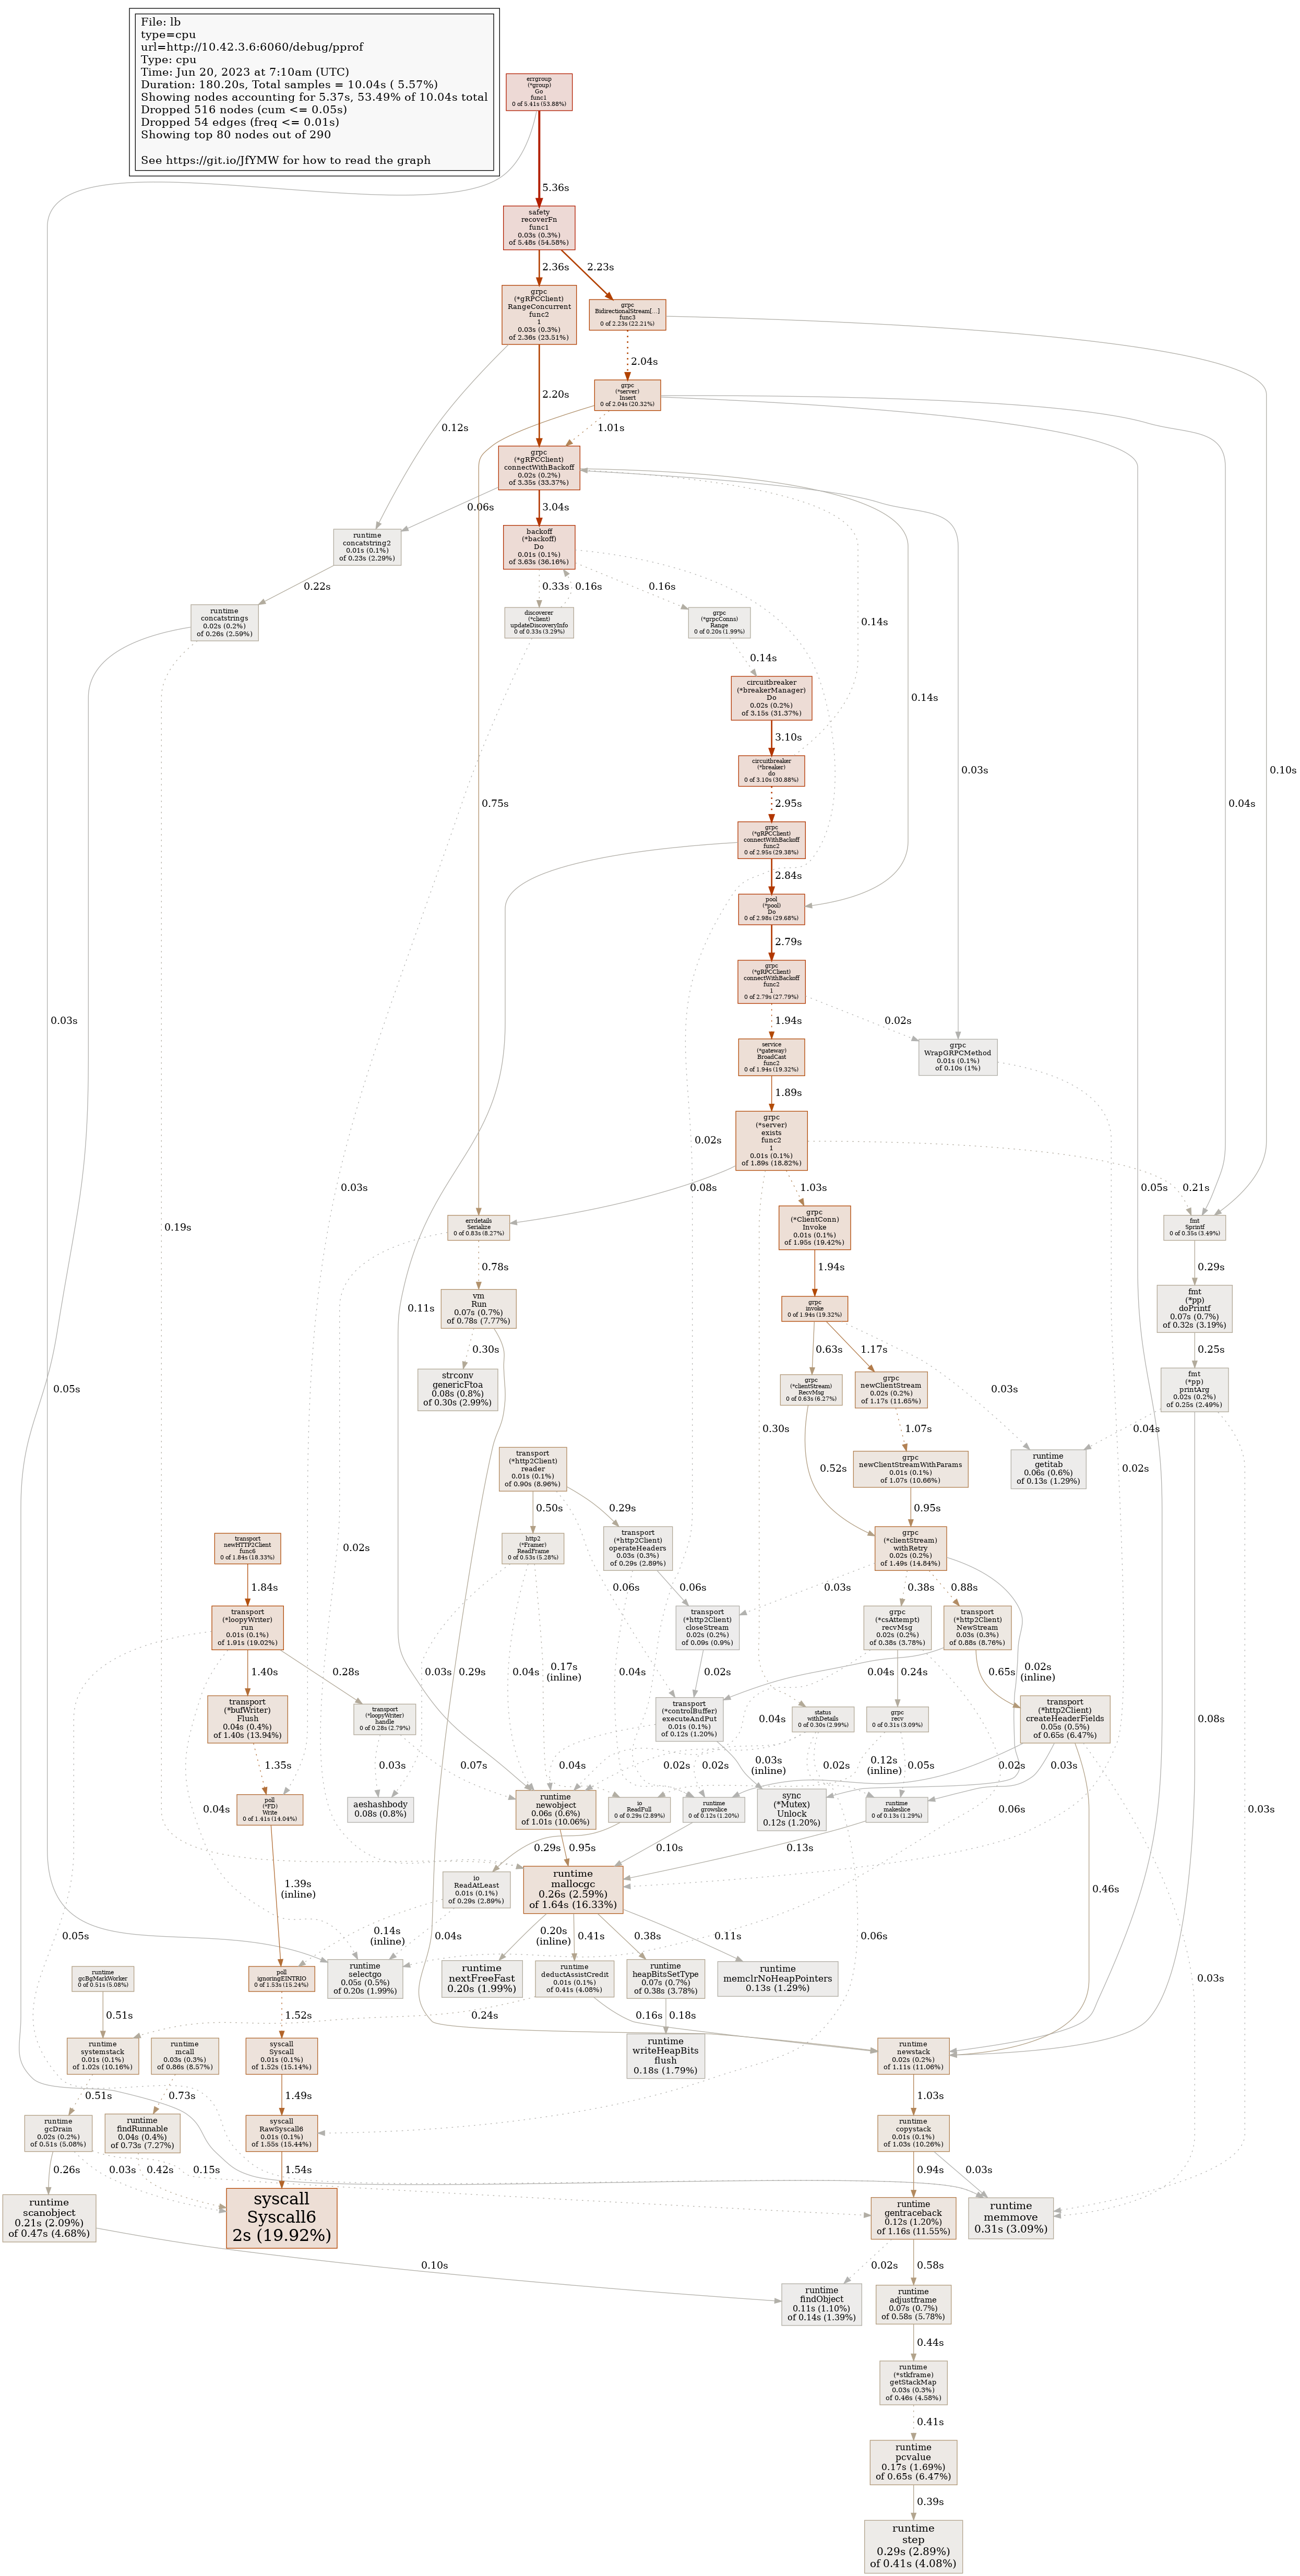 File: lb
type=cpu
url=http://10.42.3.6:6060/debug/pprof
Type: cpu
Time: Jun 20, 2023 at 7:10am (UTC)
Duration: 180.20s, Total samples = 10.04s ( 5.57%)
Showing nodes accounting for 5.37s, 53.49% of 10.04s total
Dropped 516 nodes (cum <= 0.05s)
Dropped 54 edges (freq <= 0.01s)
Showing top 80 nodes out of 290
See https://git.io/JfYMW for how to read the graph
errgroup
(*group)
Go
func1
0 of 5.41s (53.88%)
5.36s
safety
recoverFn
func1
0.03s (0.3%)
of 5.48s (54.58%)
2.36s
2.23s
grpc
(*gRPCClient)
RangeConcurrent
func2
1
0.03s (0.3%)
of 2.36s (23.51%)
grpc
BidirectionalStream[...]
func3
0 of 2.23s (22.21%)
2.04s
2.20s
grpc
(*server)
Insert
0 of 2.04s (20.32%)
0.12s
1.01s
grpc
(*gRPCClient)
connectWithBackoff
0.02s (0.2%)
of 3.35s (33.37%)
0.06s
3.04s
runtime
concatstring2
0.01s (0.1%)
of 0.23s (2.29%)
backoff
(*backoff)
Do
0.01s (0.1%)
of 3.63s (36.16%)
0.22s
0.33s
0.16s
0.16s
runtime
concatstrings
0.02s (0.2%)
of 0.26s (2.59%)
discoverer
(*client)
updateDiscoveryInfo
0 of 0.33s (3.29%)
grpc
(*grpcConns)
Range
0 of 0.20s (1.99%)
0.14s
0.14s
0.14s
circuitbreaker
(*breakerManager)
Do
0.02s (0.2%)
of 3.15s (31.37%)
3.10s
circuitbreaker
(*breaker)
do
0 of 3.10s (30.88%)
0.03s
0.10s
0.04s
0.75s
2.95s
grpc
(*gRPCClient)
connectWithBackoff
func2
0 of 2.95s (29.38%)
2.84s
pool
(*pool)
Do
0 of 2.98s (29.68%)
2.79s
grpc
(*gRPCClient)
connectWithBackoff
func2
1
0 of 2.79s (27.79%)
0.03s
1.94s
0.02s
service
(*gateway)
BroadCast
func2
0 of 1.94s (19.32%)
grpc
WrapGRPCMethod
0.01s (0.1%)
of 0.10s (1%)
1.89s
grpc
(*server)
exists
func2
1
0.01s (0.1%)
of 1.89s (18.82%)
0.02s
0.03s
0.08s
1.03s
0.05s
0.21s
0.19s
errdetails
Serialize
0 of 0.83s (8.27%)
grpc
(*ClientConn)
Invoke
0.01s (0.1%)
of 1.95s (19.42%)
fmt
Sprintf
0 of 0.35s (3.49%)
0.78s
1.94s
0.29s
0.11s
vm
Run
0.07s (0.7%)
of 0.78s (7.77%)
grpc
invoke
0 of 1.94s (19.32%)
fmt
(*pp)
doPrintf
0.07s (0.7%)
of 0.32s (3.19%)
0.30s
0.63s
1.17s
0.25s
0.05s
strconv
genericFtoa
0.08s (0.8%)
of 0.30s (2.99%)
grpc
(*clientStream)
RecvMsg
0 of 0.63s (6.27%)
grpc
newClientStream
0.02s (0.2%)
of 1.17s (11.65%)
0.03s
fmt
(*pp)
printArg
0.02s (0.2%)
of 0.25s (2.49%)
0.30s
1.07s
0.04s
transport
(*http2Client)
reader
0.01s (0.1%)
of 0.90s (8.96%)
0.52s
grpc
newClientStreamWithParams
0.01s (0.1%)
of 1.07s (10.66%)
runtime
getitab
0.06s (0.6%)
of 0.13s (1.29%)
0.02s
0.50s
0.29s
0.95s
transport
newHTTP2Client
func6
0 of 1.84s (18.33%)
0.02s
http2
(*Framer)
ReadFrame
0 of 0.53s (5.28%)
transport
(*http2Client)
operateHeaders
0.03s (0.3%)
of 0.29s (2.89%)
grpc
(*clientStream)
withRetry
0.02s (0.2%)
of 1.49s (14.84%)
1.84s
0.06s
0.06s
0.03s
0.38s
0.88s
transport
(*loopyWriter)
run
0.01s (0.1%)
of 1.91s (19.02%)
transport
(*http2Client)
closeStream
0.02s (0.2%)
of 0.09s (0.9%)
grpc
(*csAttempt)
recvMsg
0.02s (0.2%)
of 0.38s (3.78%)
transport
(*http2Client)
NewStream
0.03s (0.3%)
of 0.88s (8.76%)
0.03s
1.40s
0.28s
0.03s
0.29s
0.04s
0.17s
(inline)
0.04s
0.02s
0.04s
0.24s
0.65s
0.02s
(inline)
transport
(*bufWriter)
Flush
0.04s (0.4%)
of 1.40s (13.94%)
transport
(*loopyWriter)
handle
0 of 0.28s (2.79%)
transport
(*controlBuffer)
executeAndPut
0.01s (0.1%)
of 0.12s (1.20%)
0.04s
status
withDetails
0 of 0.30s (2.99%)
grpc
recv
0 of 0.31s (3.09%)
transport
(*http2Client)
createHeaderFields
0.05s (0.5%)
of 0.65s (6.47%)
0.08s
1.35s
0.03s
0.07s
0.04s
0.02s
0.02s
0.03s
(inline)
0.02s
0.12s
(inline)
0.05s
0.02s
0.03s
poll
(*FD)
Write
0 of 1.41s (14.04%)
0.04s
aeshashbody
0.08s (0.8%)
runtime
newobject
0.06s (0.6%)
of 1.01s (10.06%)
io
ReadFull
0 of 0.29s (2.89%)
runtime
growslice
0 of 0.12s (1.20%)
sync
(*Mutex)
Unlock
0.12s (1.20%)
runtime
makeslice
0 of 0.13s (1.29%)
0.06s
0.03s
0.29s
0.95s
0.10s
0.13s
1.39s
(inline)
io
ReadAtLeast
0.01s (0.1%)
of 0.29s (2.89%)
runtime
mallocgc
0.26s (2.59%)
of 1.64s (16.33%)
0.46s
0.05s
0.14s
(inline)
0.04s
0.20s
(inline)
0.41s
0.38s
0.11s
0.06s
runtime
gcBgMarkWorker
0 of 0.51s (5.08%)
poll
ignoringEINTRIO
0 of 1.53s (15.24%)
runtime
selectgo
0.05s (0.5%)
of 0.20s (1.99%)
runtime
nextFreeFast
0.20s (1.99%)
runtime
deductAssistCredit
0.01s (0.1%)
of 0.41s (4.08%)
runtime
heapBitsSetType
0.07s (0.7%)
of 0.38s (3.78%)
runtime
memclrNoHeapPointers
0.13s (1.29%)
0.03s
0.51s
1.52s
0.04s
0.24s
0.16s
0.18s
runtime
systemstack
0.01s (0.1%)
of 1.02s (10.16%)
runtime
mcall
0.03s (0.3%)
of 0.86s (8.57%)
syscall
Syscall
0.01s (0.1%)
of 1.52s (15.14%)
runtime
writeHeapBits
flush
0.18s (1.79%)
runtime
newstack
0.02s (0.2%)
of 1.11s (11.06%)
0.51s
0.73s
1.49s
1.03s
runtime
gcDrain
0.02s (0.2%)
of 0.51s (5.08%)
runtime
findRunnable
0.04s (0.4%)
of 0.73s (7.27%)
syscall
RawSyscall6
0.01s (0.1%)
of 1.55s (15.44%)
runtime
copystack
0.01s (0.1%)
of 1.03s (10.26%)
0.26s
0.03s
0.42s
0.15s
1.54s
0.94s
0.03s
runtime
scanobject
0.21s (2.09%)
of 0.47s (4.68%)
syscall
Syscall6
2s (19.92%)
runtime
gentraceback
0.12s (1.20%)
of 1.16s (11.55%)
runtime
memmove
0.31s (3.09%)
0.10s
0.02s
0.58s
runtime
findObject
0.11s (1.10%)
of 0.14s (1.39%)
runtime
adjustframe
0.07s (0.7%)
of 0.58s (5.78%)
0.44s
runtime
(*stkframe)
getStackMap
0.03s (0.3%)
of 0.46s (4.58%)
0.41s
runtime
pcvalue
0.17s (1.69%)
of 0.65s (6.47%)
0.39s
runtime
step
0.29s (2.89%)
of 0.41s (4.08%)